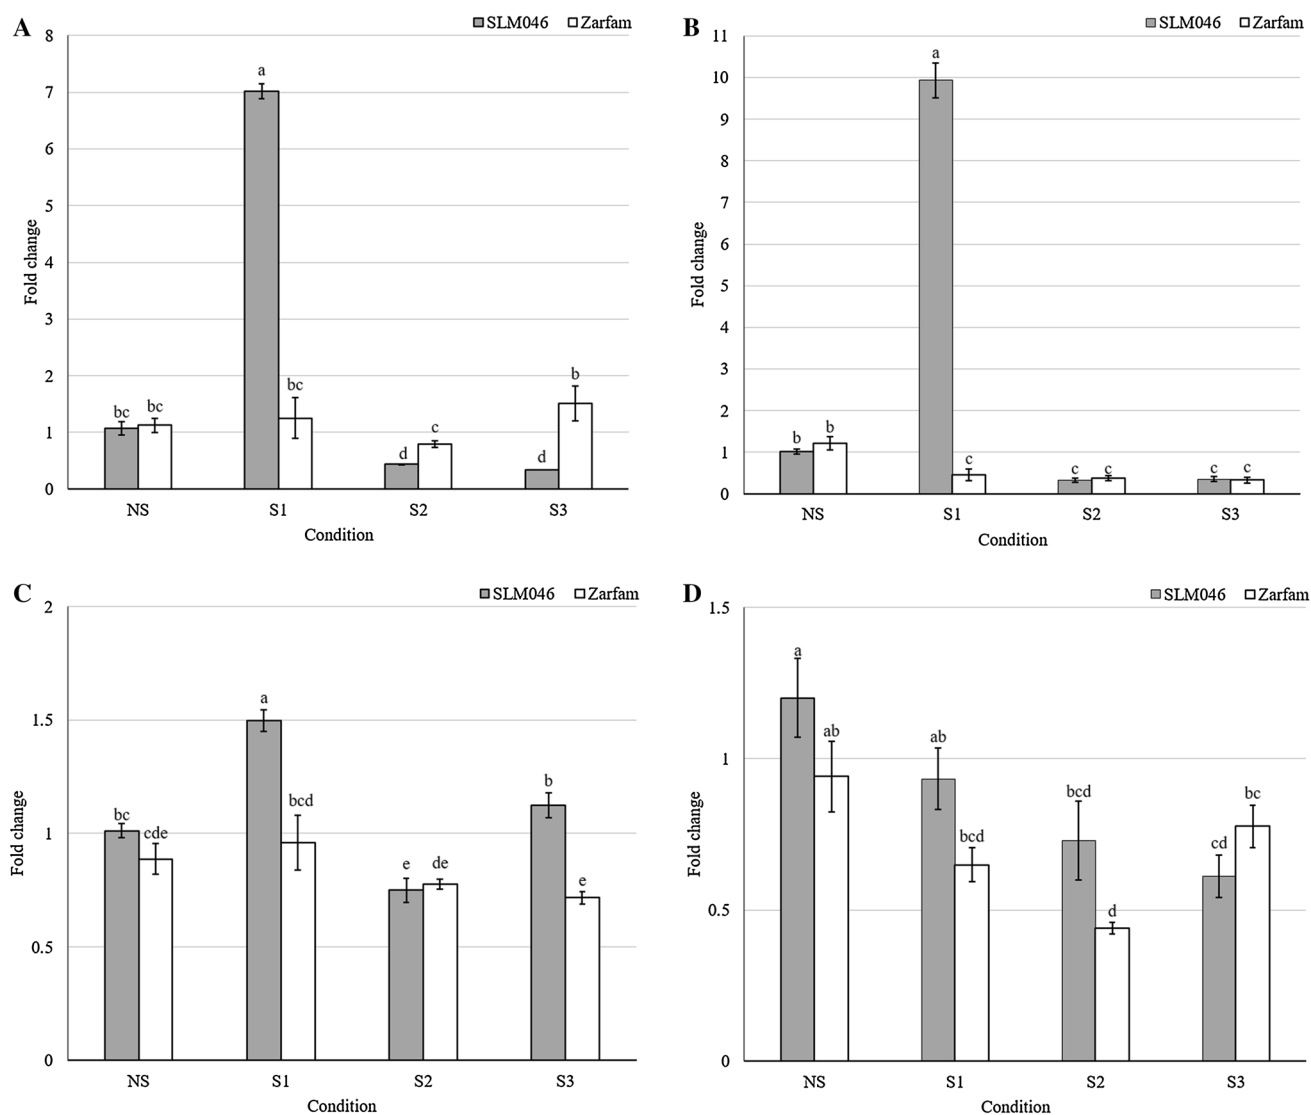 A
SLM046 Zarfam
8
7
6
5
4
3
2
1
0
Fold change
bc bc a bc d c d b
NS S1 S2 S3
Condition
B
SLM046 Zarfam
11
10
9
8
7
6
5
4
3
2
1
0
Fold change
b b a c c c c c
NS S1 S2 S3
Condition
C
SLM046 Zarfam
2
1.5
1
0.5
0
Fold change
bc cde a bcd e de b e
NS S1 S2 S3
Condition
D
SLM046 Zarfam
1.5
1
0.5
0
Fold change
a ab ab bcd bcd d cd bc
NS S1 S2 S3
Condition